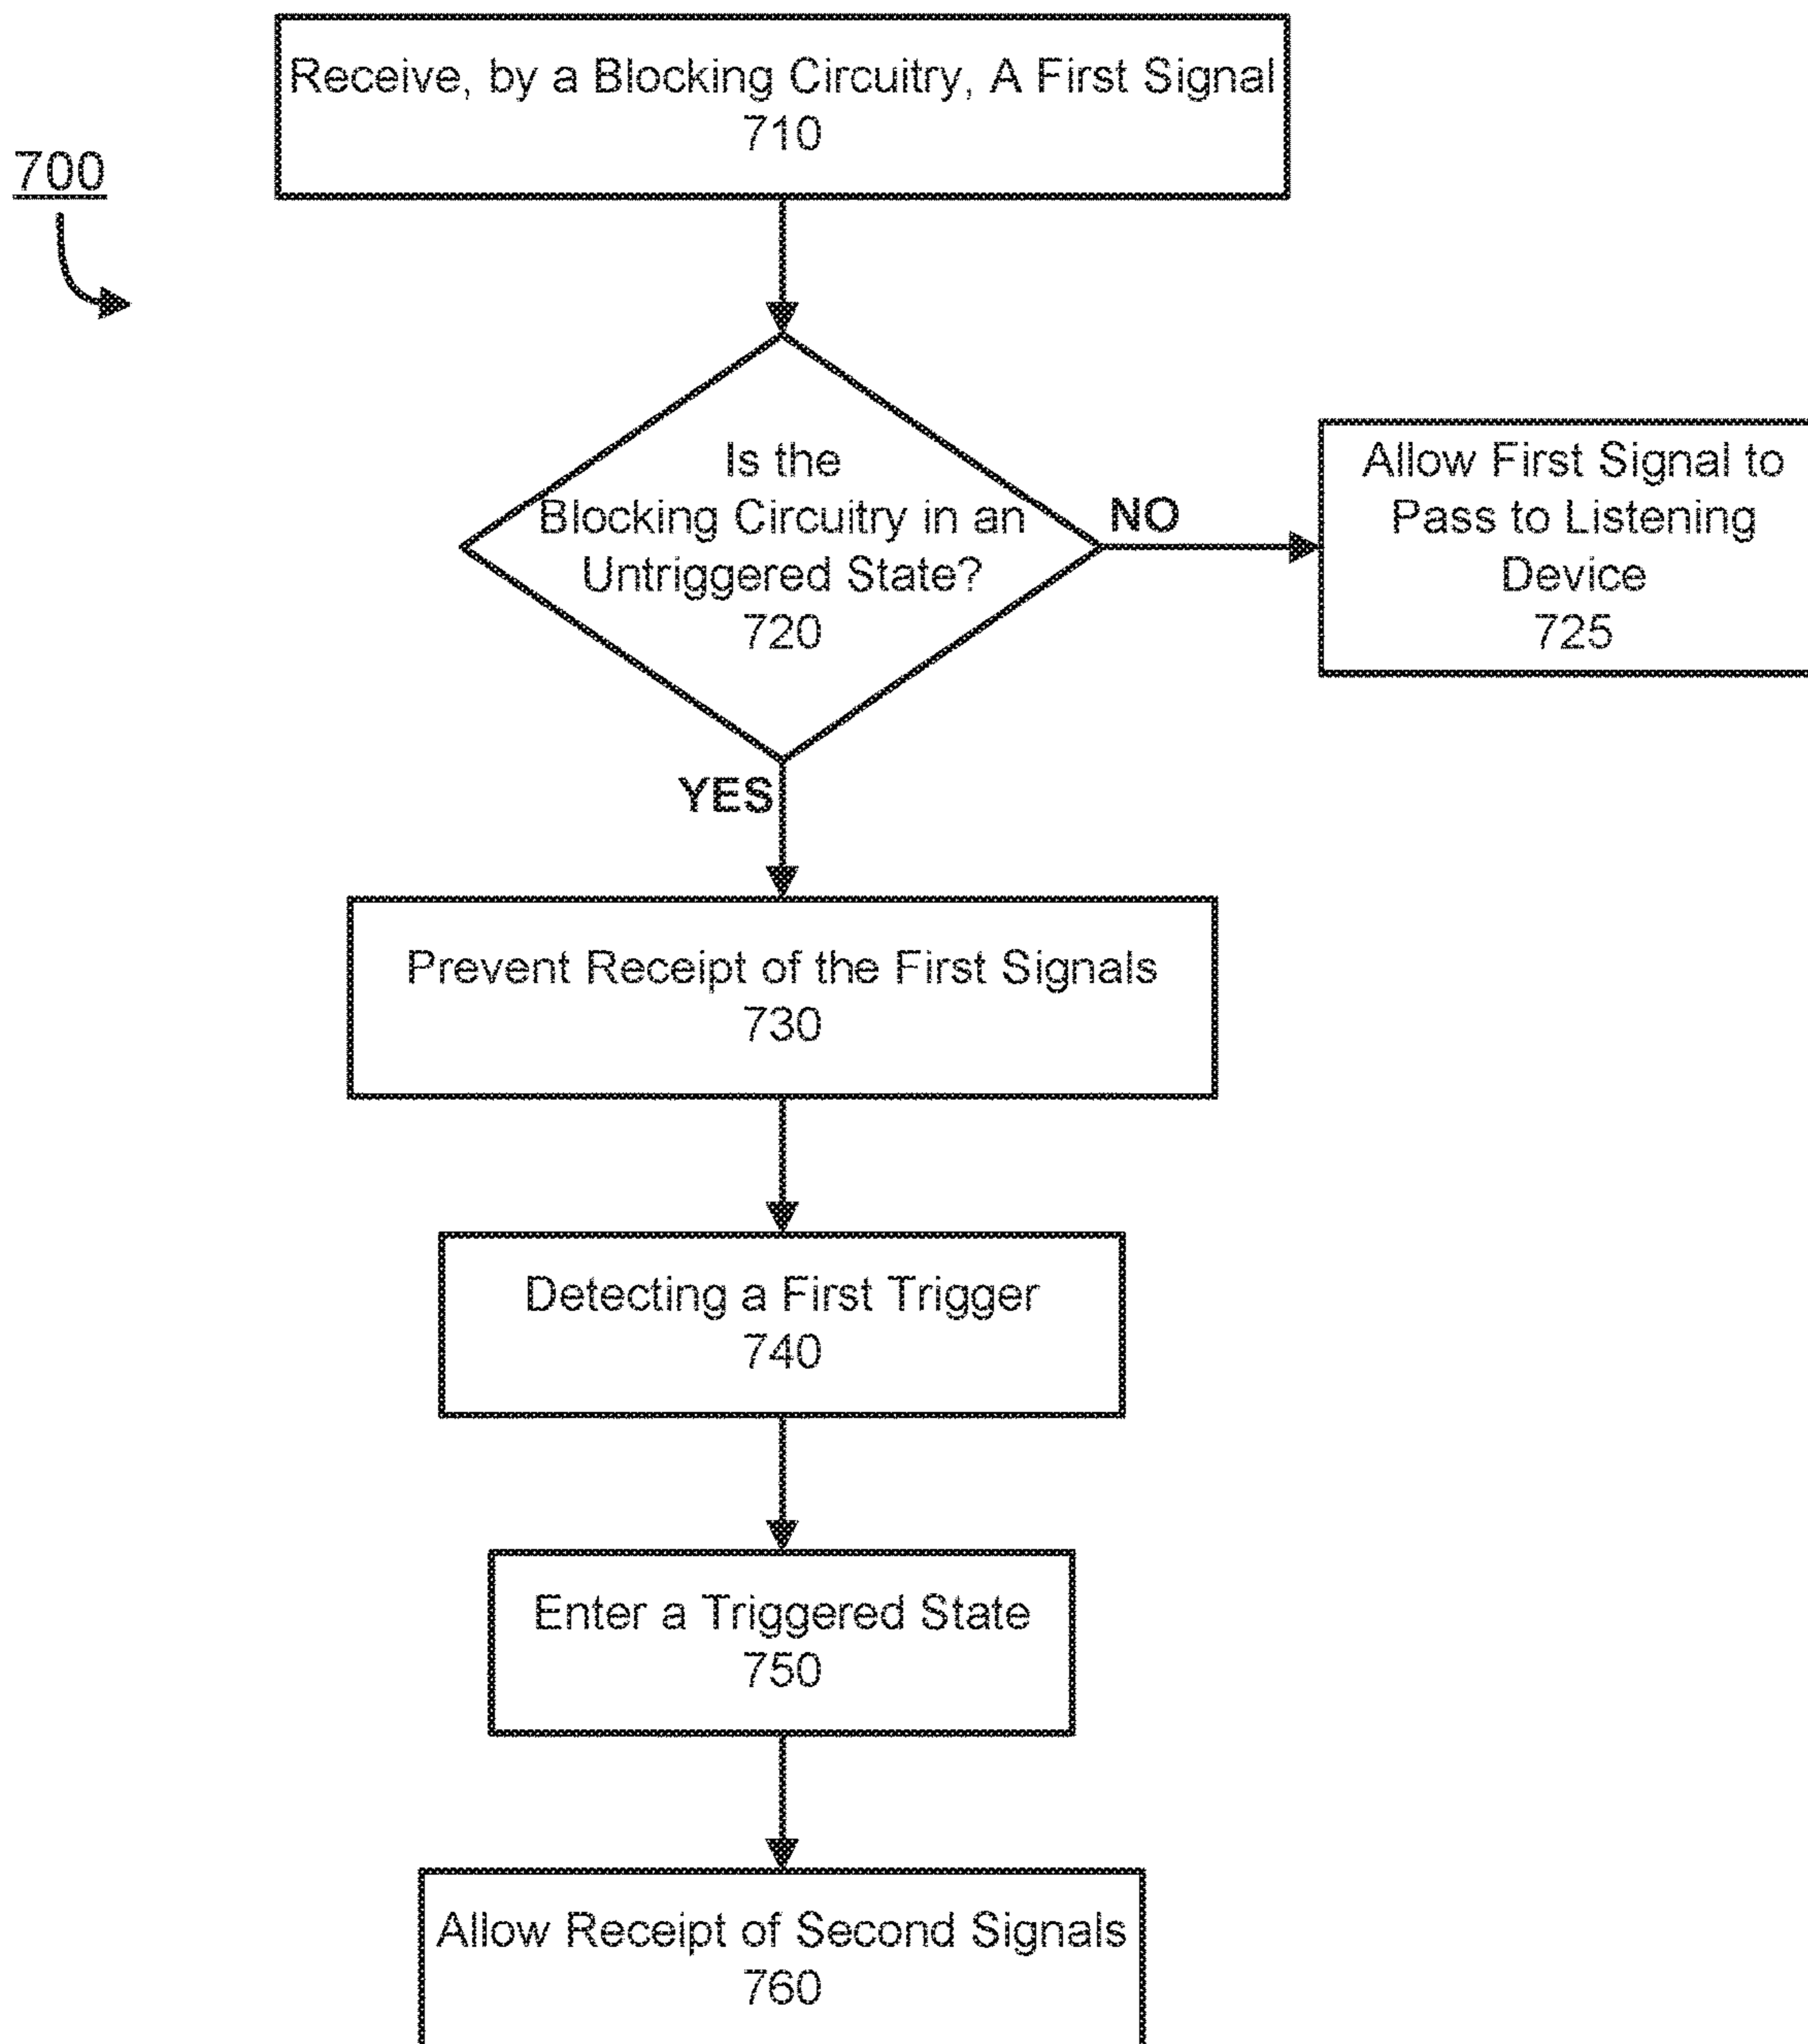 Receive, by a Blocking Circuitry, A First Signal
710
700
Is the
Blocking Circuitry in an
Untriggered State?
720
NO
Allow First Signal to
Pass to Listening
Device
725
YES
Prevent Receipt of the First Signals
730
Detecting a First Trigger
740
Enter a Triggered State
750
Allow Receipt of Second Signals
760